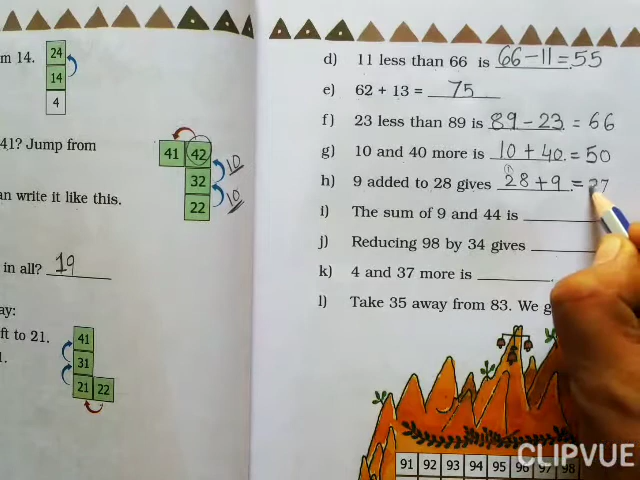 m 14.
24
14
4
41? Jump from
41 42
32
22
10
10
an write it like this.
in all? 19
ay:
ft to 21.
1.
41
31
21 22
d) 11 less than 66 is 66 - 11 = 55
e) 62 + 13 = 75
f) 23 less than 89 is 89 - 23 = 66
g) 10 and 40 more is 10 + 40 = 50
h) 9 added to 28 gives 28 + 9 = 37
i) The sum of 9 and 44 is
j) Reducing 98 by 34 gives
k) 4 and 37 more is .
l) Take 35 away from 83. We g
91 92 93 94 95 96 97 98
CLIPVUE